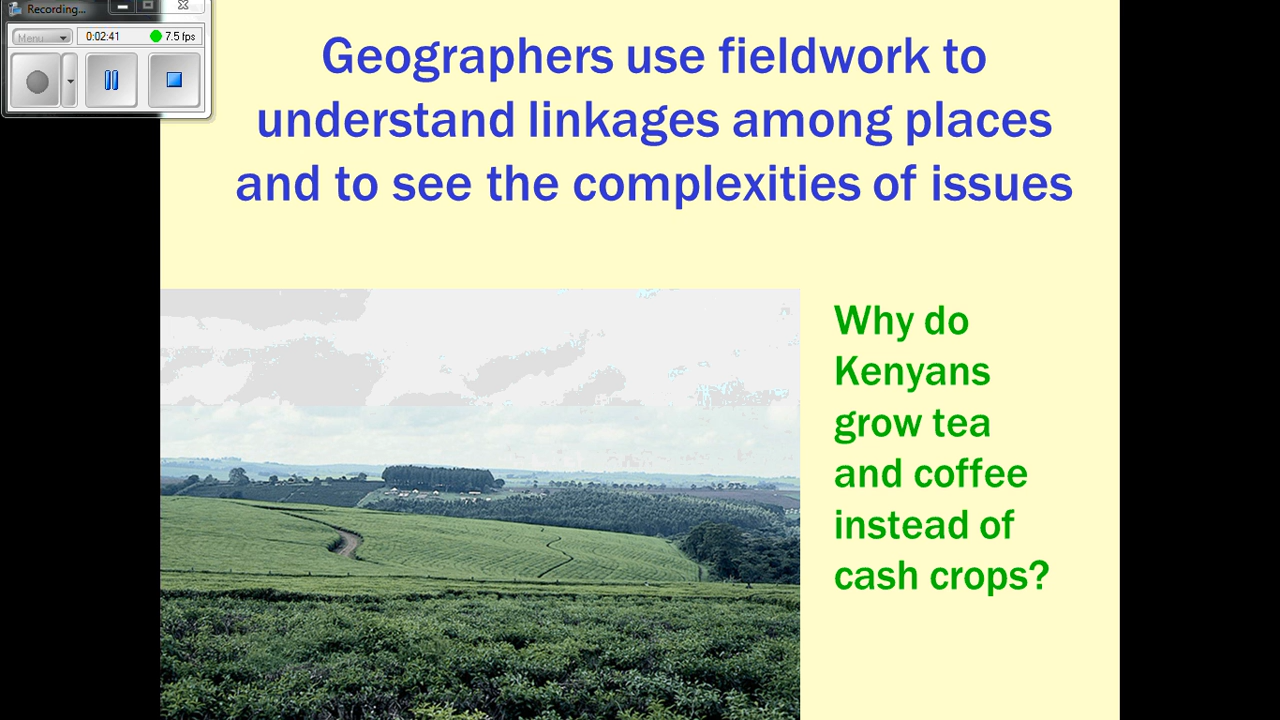 Recording...
Menu
0:02:41
7.5 fps
Geographers use fieldwork to
understand linkages among places
and to see the complexities of issues
Why do
Kenyans
grow tea
and coffee
instead of
cash crops?